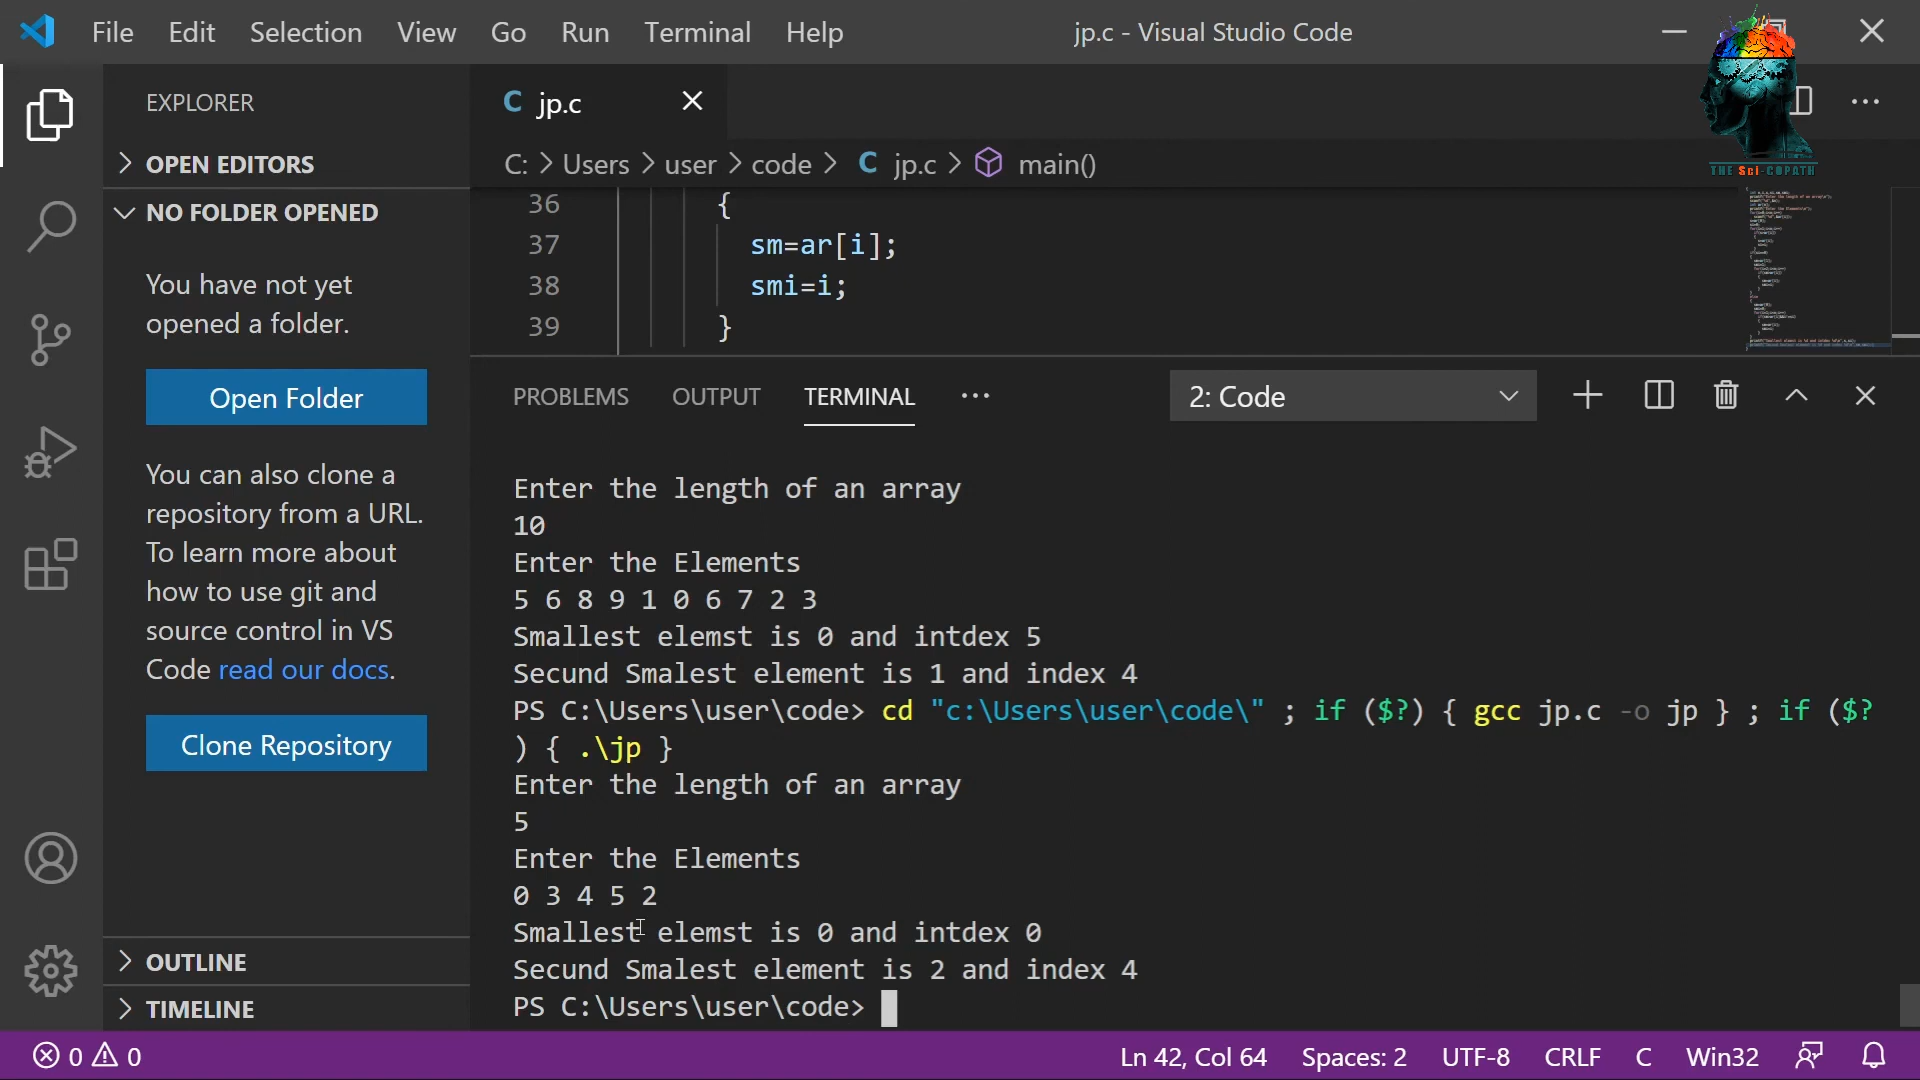 File Edit Selection View Go Run Terminal Help jp.c - Visual Studio Code
EXPLORER
OPEN EDITORS
NO FOLDER OPENED
You have not yet
opened a folder.
Open Folder
You can also clone a
repository from a URL.
To learn more about
how to use git and
source control in VS
Code read our docs.
Clone Repository
OUTLINE
TIMELINE
C jp.c
THE Sci-COPATH
C: > Users > user > code > C jp.c > main()
36 {
37 sm=ar[i];
38 smi=i;
39 }
PROBLEMS OUTPUT TERMINAL ··· 2: Code
Enter the length of an array
10
Enter the Elements
5 6 8 9 1 0 6 7 2 3
Smallest elemst is 0 and intdex 5
Secund Smalest element is 1 and index 4
PS C:\Users\user\code> cd "c:\Users\user\code\" ; if ($?) { gcc jp.c -o jp } ; if ($?
) { .\jp }
Enter the length of an array
5
Enter the Elements
0 3 4 5 2
Smallest elemst is 0 and intdex 0
Secund Smalest element is 2 and index 4
PS C:\Users\user\code>
0 0 Ln 42, Col 64 Spaces: 2 UTF-8 CRLF C Win32